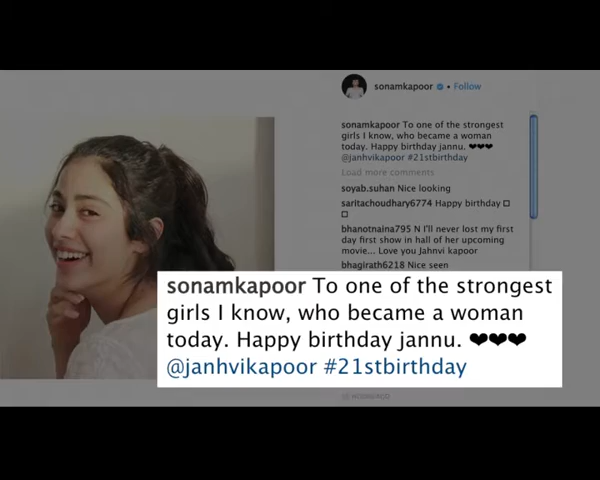 sonamkapoor • Follow
sonamkapoor To one of the strongest
girls I know, who became a woman
today. Happy birthday jannu. ❤❤❤
@janhvikapoor #21stbirthday
Load more comments
soyab.suhan Nice looking
saritachoudhary6774 Happy birthday □
□
bhanotnaina795 N I'll never lost my first
day first show in hall of her upcoming
movie... Love you Jahnvi kapoor
bhagirath6218 Nice seen
sonamkapoor To one of the strongest
girls I know, who became a woman
today. Happy birthday jannu. ❤❤❤
@janhvikapoor #21stbirthday